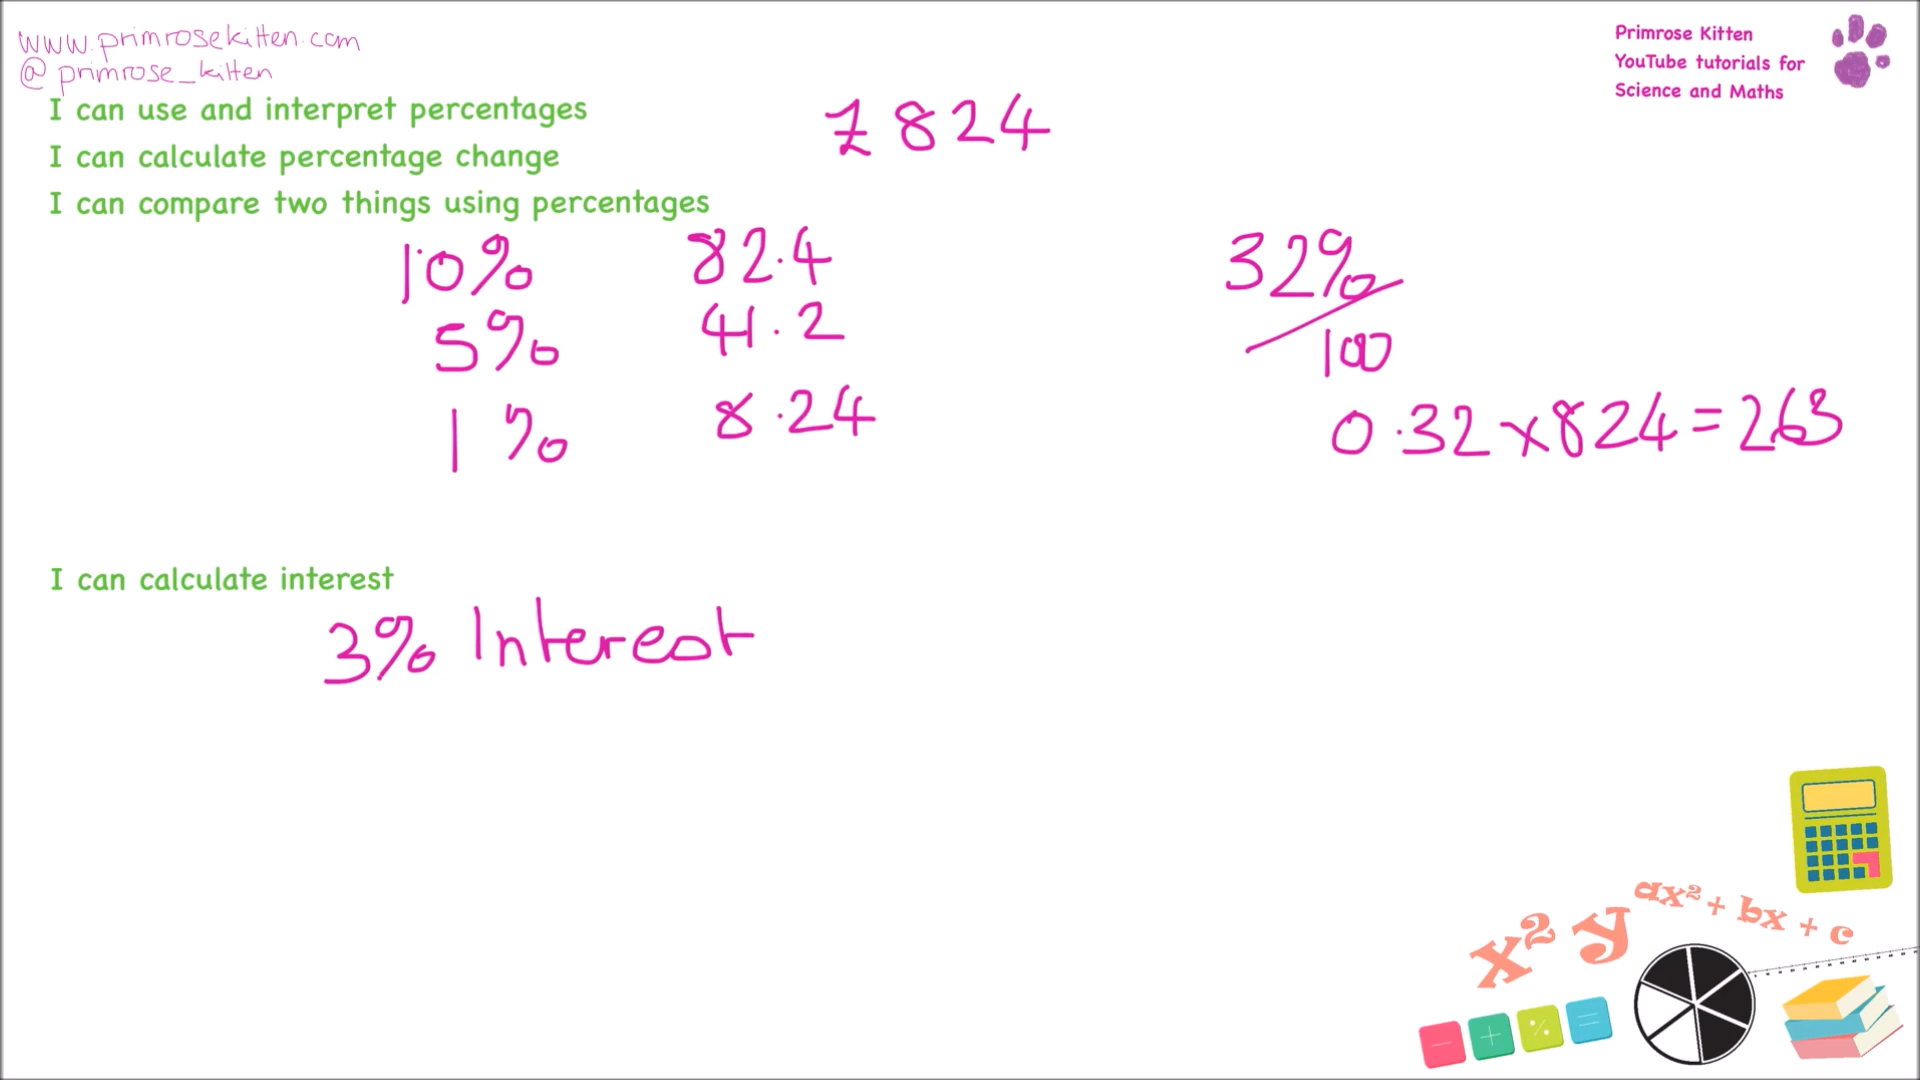 www.primrosekitten.com
@primrose_kitten
Primrose Kitten
YouTube tutorials for
Science and Maths
I can use and interpret percentages
I can calculate percentage change
I can compare two things using percentages
£824
10% 82.4
5% 41.2
1% 8.24
32%
100
0.32 x 824 = 263
I can calculate interest
3% Interest
ax² + bx + c
x² y
- + % =